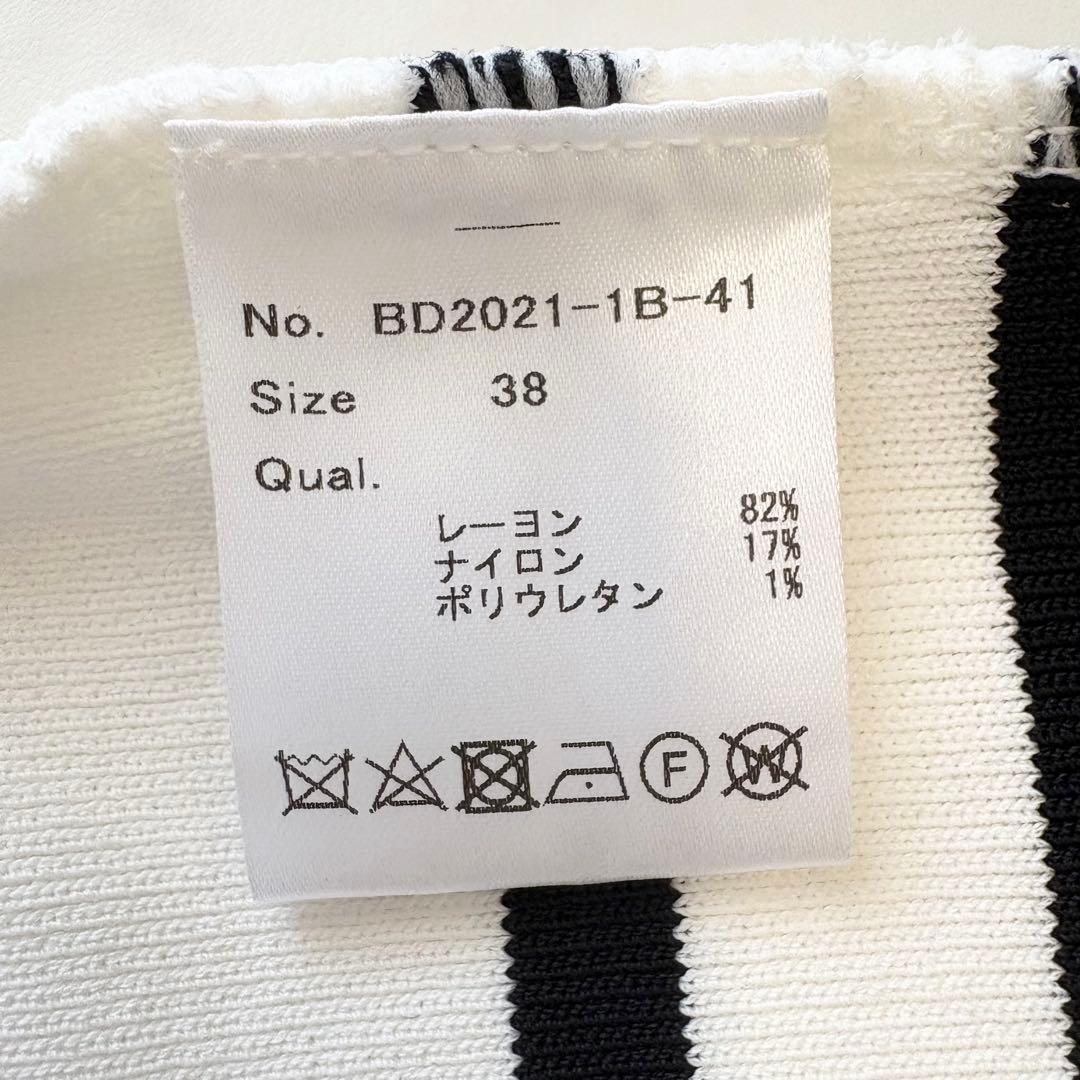 No. BD2021-1B-41
Size 38
Qual.
レーヨン 82%
ナイロン 17%
ポリウレタン 1%
F W